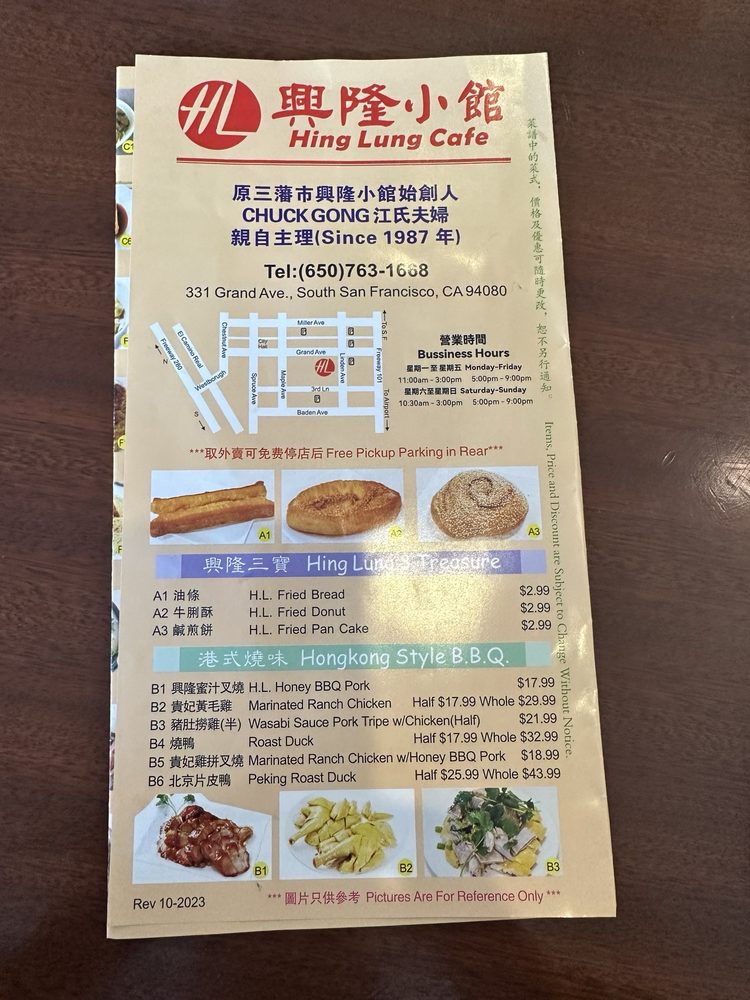 HL 興隆小館
Hing Lung Cafe
原三藩市興隆小館始創人
CHUCK GONG 江氏夫婦
親自主理(Since 1987 年)
Tel:(650)763-1668
331 Grand Ave., South San Francisco, CA 94080
Freeway 280
El Camino Real
Westborugh
N
S
Chestnut Ave
City Hall
Spruce Ave
Maple Ave
Miller Ave
Grand Ave
HL
3rd Ln
Baden Ave
Linden Ave
Freeway 101
To S.F
To Airport
營業時間
Bussiness Hours
星期一至星期五 Monday-Friday
11:00am - 3:00pm 5:00pm - 9:00pm
星期六至星期日 Saturday-Sunday
10:30am - 3:00pm 5:00pm - 9:00pm
***取外賣可免费停店后 Free Pickup Parking in Rear***
A1
A2
A3
興隆三寶 Hing Lung 3 Treasure
A1 油條 H.L. Fried Bread $2.99
A2 牛脷酥 H.L. Fried Donut $2.99
A3 鹹煎餅 H.L. Fried Pan Cake $2.99
港式燒味 Hongkong Style B.B.Q.
B1 興隆蜜汁叉燒 H.L. Honey BBQ Pork $17.99
B2 貴妃黃毛雞 Marinated Ranch Chicken Half $17.99 Whole $29.99
B3 豬肚撈雞(半) Wasabi Sauce Pork Tripe w/Chicken(Half) $21.99
B4 燒鴨 Roast Duck Half $17.99 Whole $32.99
B5 貴妃雞拼叉燒 Marinated Ranch Chicken w/Honey BBQ Pork $18.99
B6 北京片皮鴨 Peking Roast Duck Half $25.99 Whole $43.99
B1
B2
B3
Rev 10-2023
*** 圖片只供參考 Pictures Are For Reference Only ***
菜譜中的菜式，價格及優惠可隨時更改，恕不另行通知。
Items, Price and Discount are Subject to Change Without Notice.